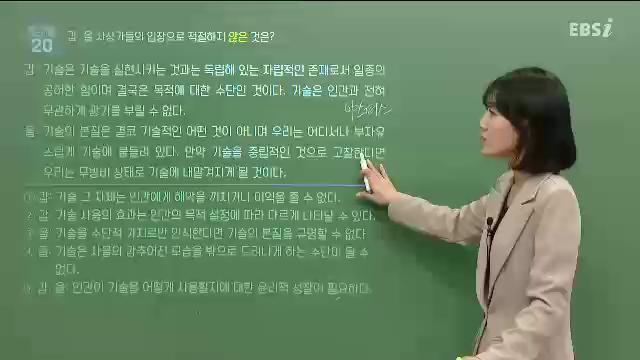 20
갑, 을 사상가들의 입장으로 적절하지 않은 것은?
EBSi
갑: 기술은 기술을 실현시키는 것과는 독립해 있는 자립적인 존재로서 일종의
공허한 힘이며 결국은 목적에 대한 수단인 것이다. 기술은 인간과 전혀
무관하게 광기를 부릴 수 없다.
야스퍼스
을: 기술의 본질은 결코 기술적인 어떤 것이 아니며 우리는 어디서나 부자유
스럽게 기술에 붙들려 있다. 만약 기술을 중립적인 것으로 고찰한다면
우리는 무방비 상태로 기술에 내맡겨지게 될 것이다.
① 갑: 기술 그 자체는 인간에게 해악을 끼치거나 이익을 줄 수 없다.
② 갑: 기술 사용의 효과는 인간의 목적 설정에 따라 다르게 나타날 수 있다.
③ 을: 기술을 수단적 가치로만 인식한다면 기술의 본질을 규명할 수 없다
④ 을: 기술은 사물의 감추어진 모습을 밖으로 드러나게 하는 수단이 될 수
없다.
⑤ 갑, 을: 인간이 기술을 어떻게 사용할지에 대한 윤리적 성찰이 필요하다.